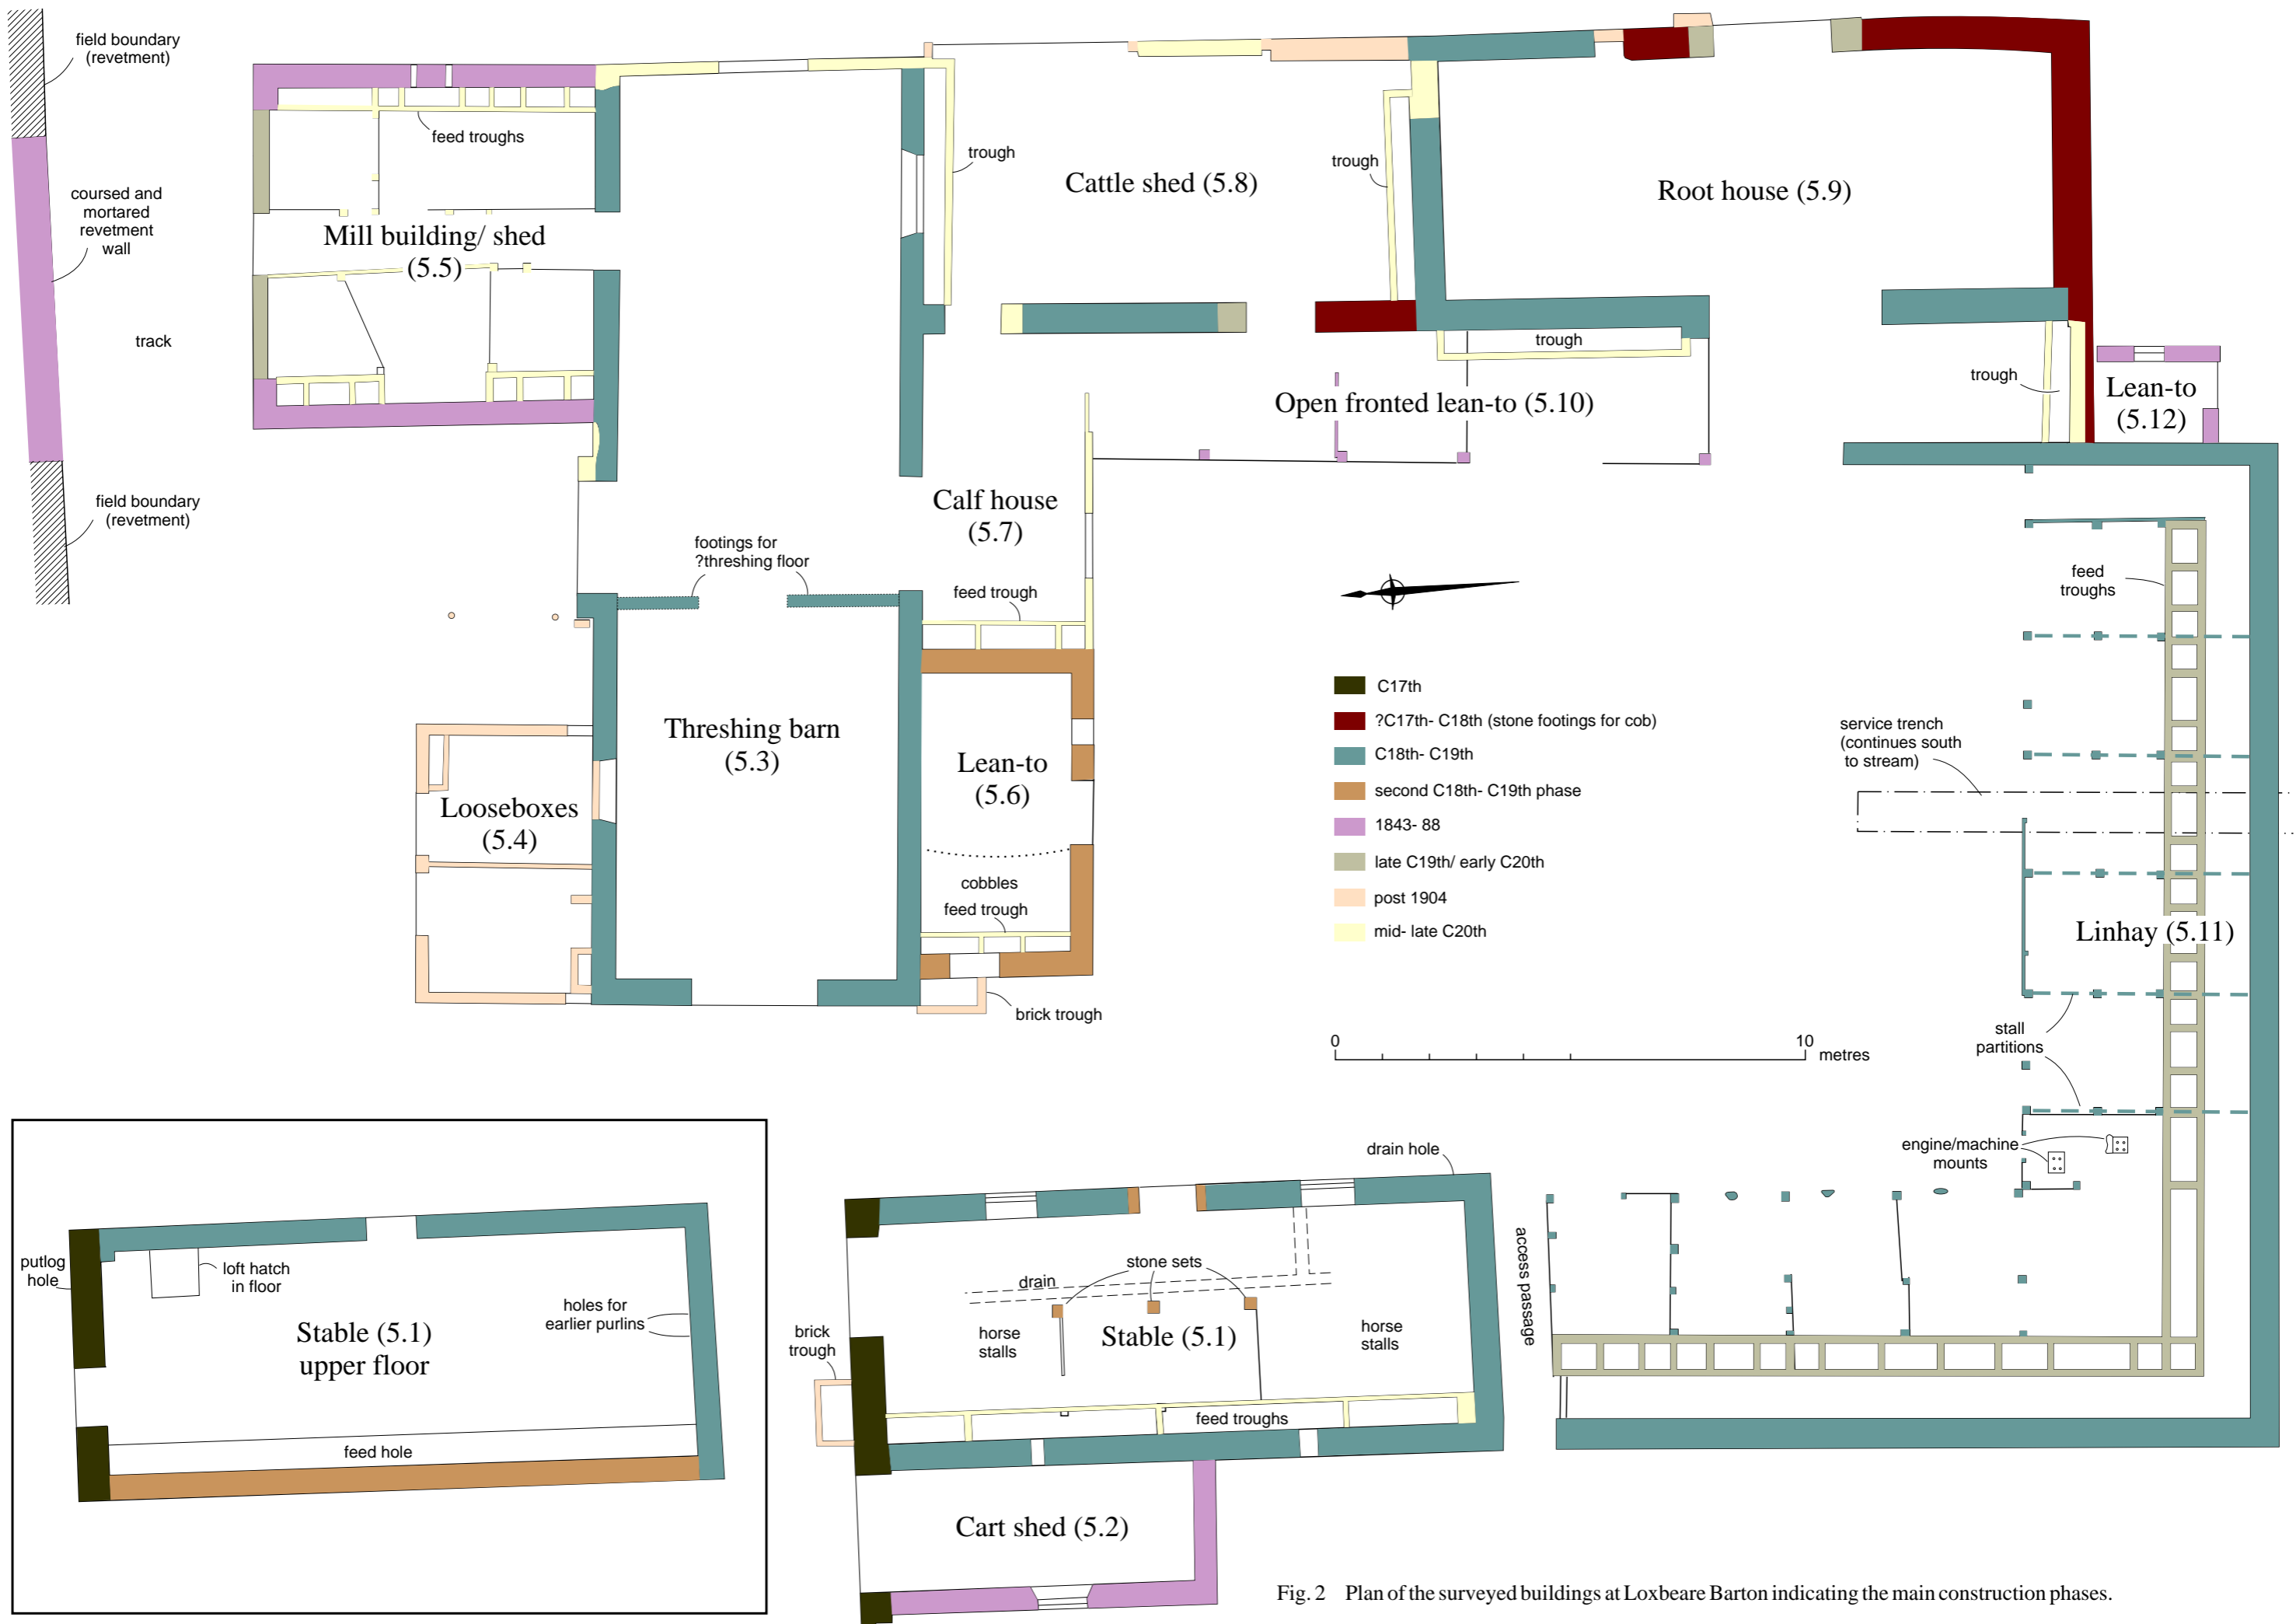 field boundary
(revetment)
feed troughs
trough
Cattle shed (5.8)
trough
Root house (5.9)
coursed and
mortared
revetment
wall
Mill building/ shed
(5.5)
track
trough
trough
Lean-to
(5.12)
Open fronted lean-to (5.10)
field boundary
(revetment)
Calf house
(5.7)
footings for
?threshing floor
feed trough
feed
troughs
C17th
?C17th- C18th (stone footings for cob)
C18th- C19th
second C18th- C19th phase
1843- 88
late C19th/ early C20th
post 1904
mid- late C20th
service trench
(continues south
to stream)
Threshing barn
(5.3)
Lean-to
(5.6)
Looseboxes
(5.4)
cobbles
feed trough
Linhay (5.11)
brick trough
0
10
metres
stall
partitions
engine/machine
mounts
drain hole
putlog
hole
loft hatch
in floor
holes for
earlier purlins
Stable (5.1)
upper floor
feed hole
stone sets
drain
horse
stalls
Stable (5.1)
horse
stalls
brick
trough
access passage
feed troughs
Cart shed (5.2)
Fig. 2 Plan of the surveyed buildings at Loxbeare Barton indicating the main construction phases.